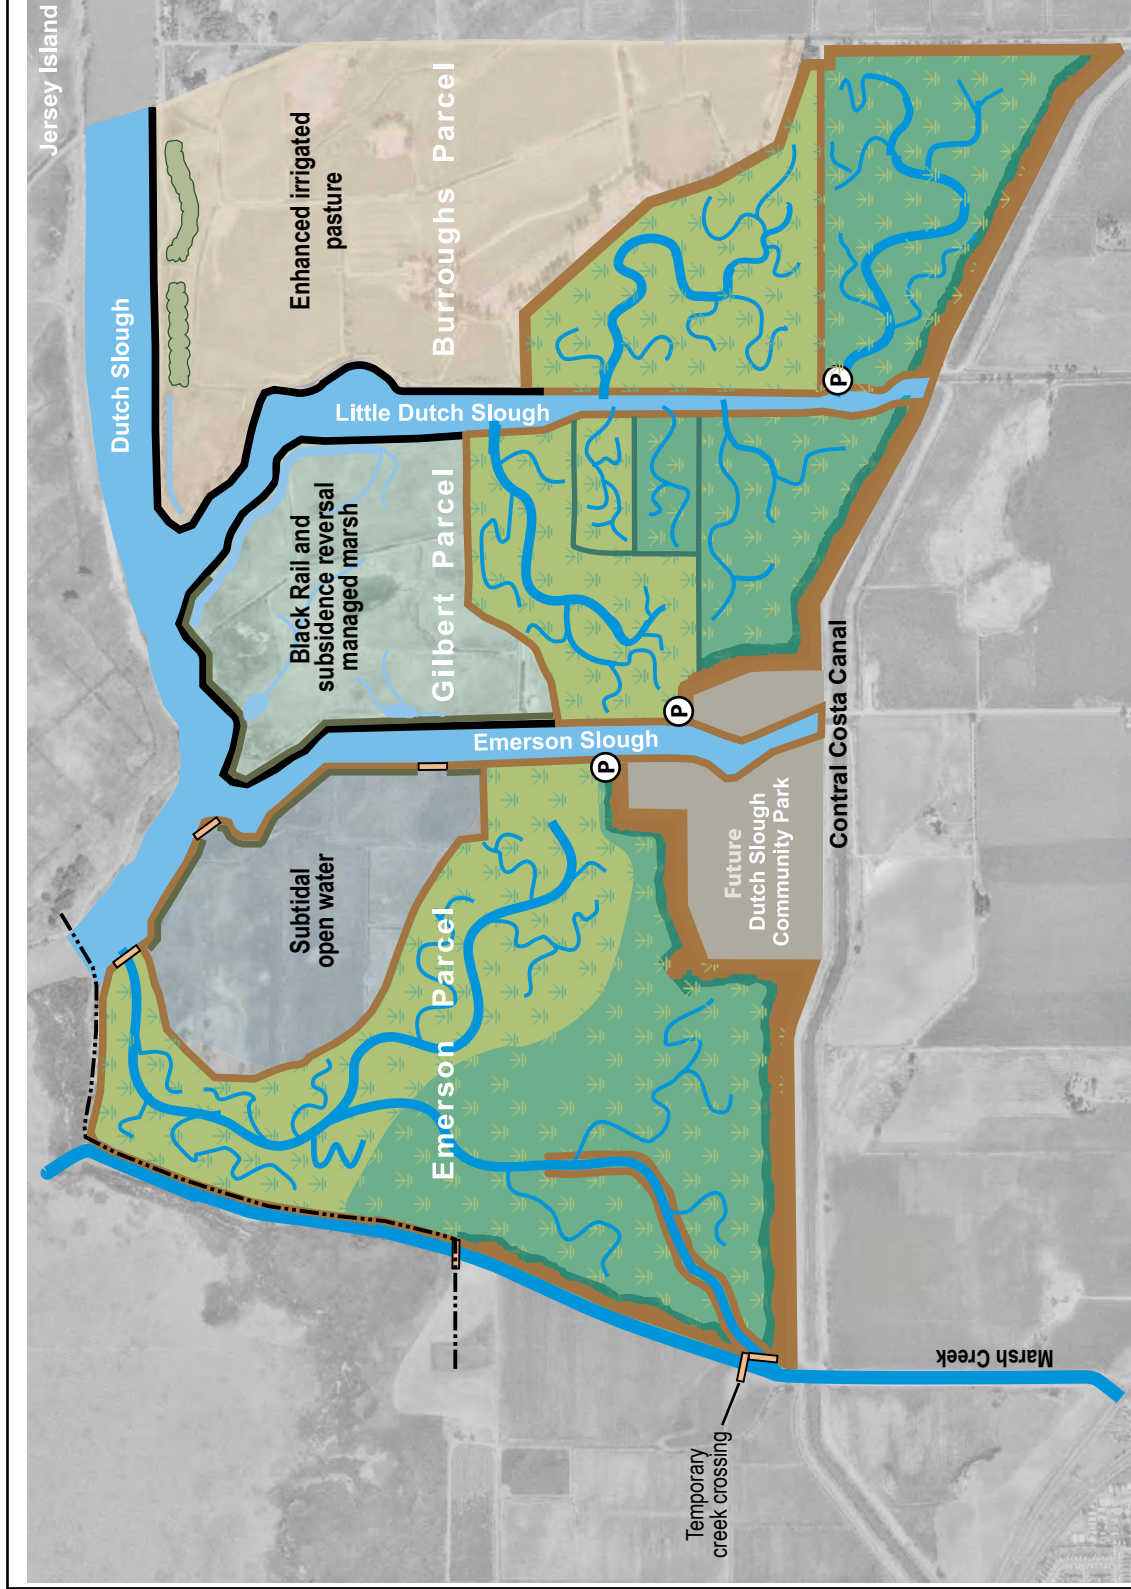 Jersey Island
Dutch Slough
Enhanced irrigated
pasture
Burroughs Parcel
Little Dutch Slough
Black Rail and
subsidence reversal
managed marsh
Gilbert Parcel
Emerson Slough
P
P
P
Subtidal
open water
Emerson Parcel
Future
Dutch Slough
Community Park
Contral Costa Canal
Marsh Creek
Temporary
creek crossing